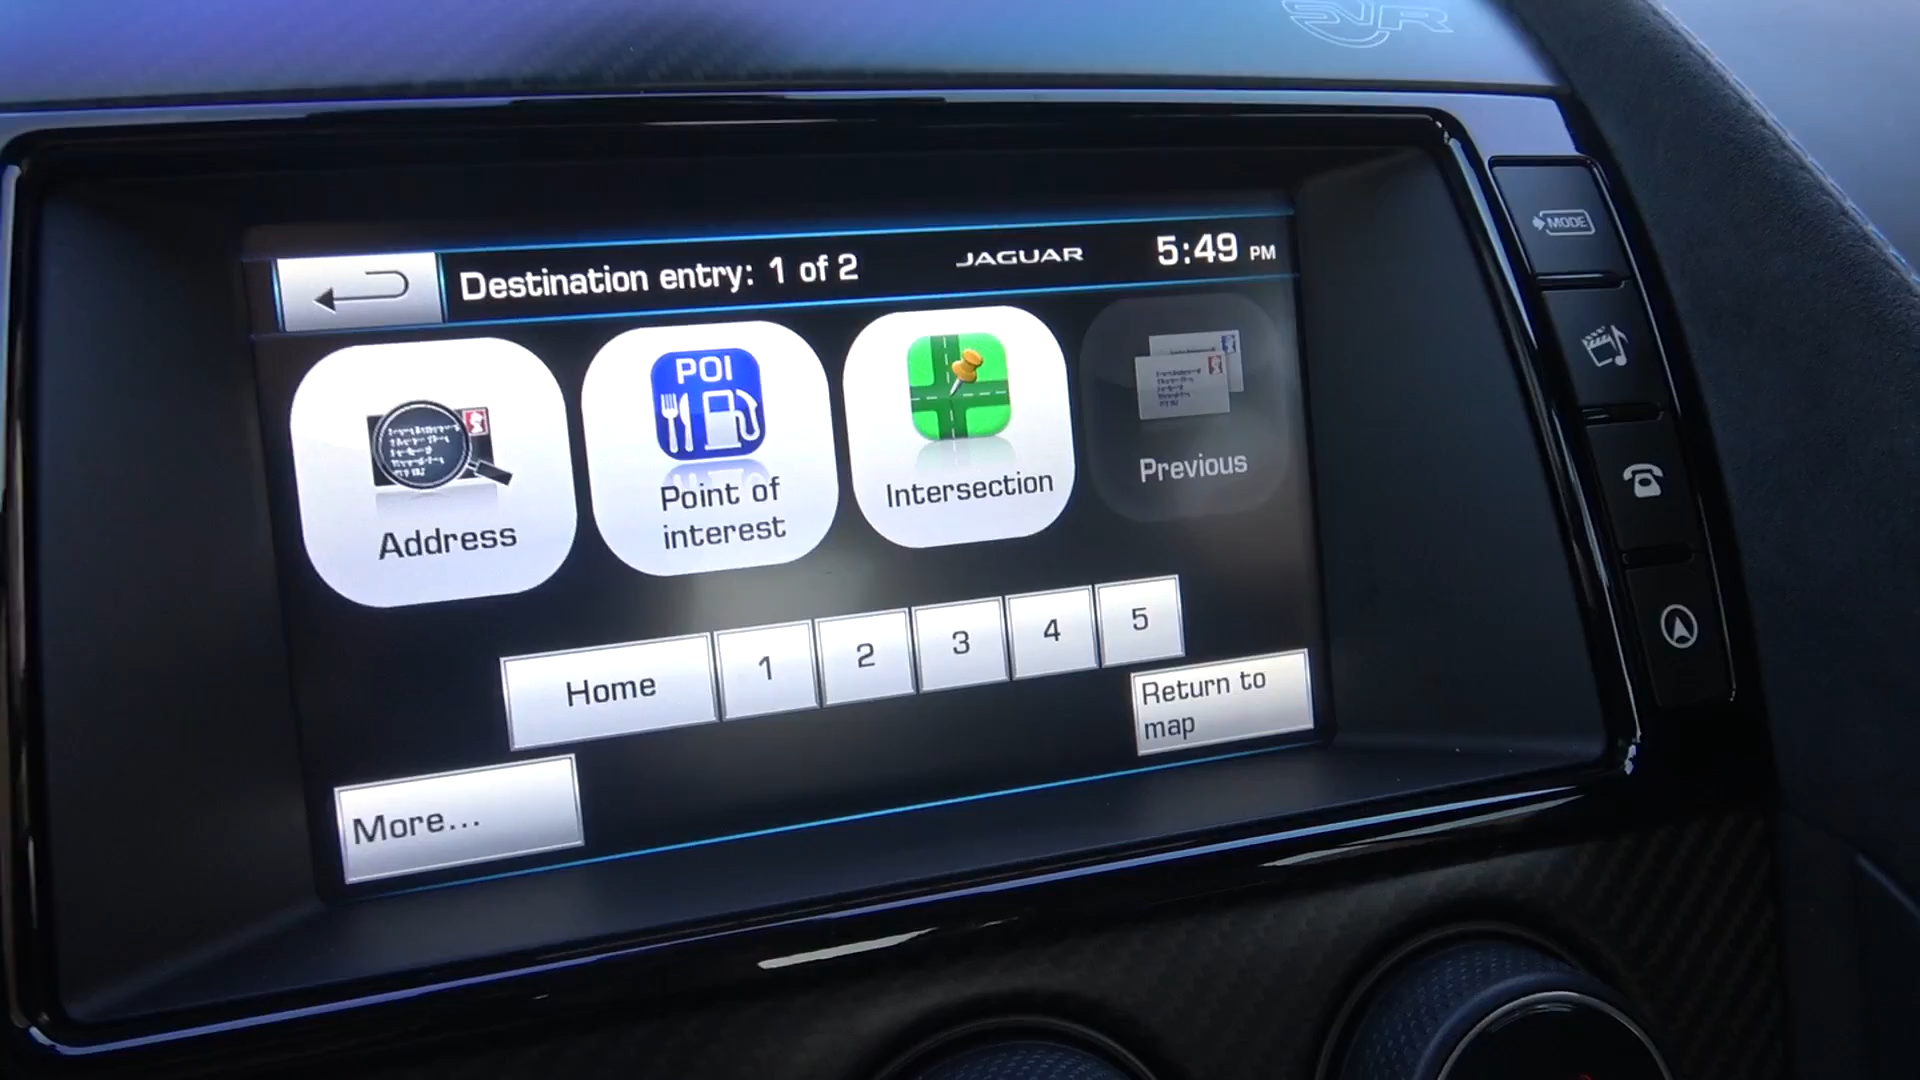 SVR
MODE
Destination entry: 1 of 2
JAGUAR
5:49 PM
POI
Address
Point of
interest
Intersection
Previous
Home
1
2
3
4
5
Return to
map
More...